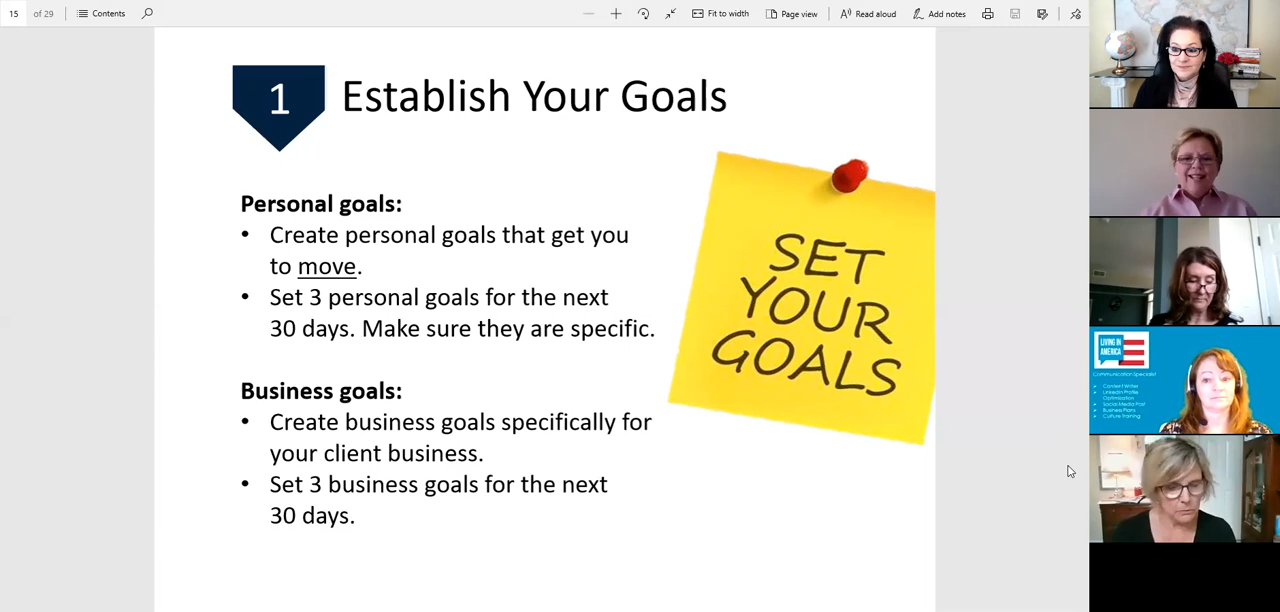 15 of 29 Contents Fit to width Page view Read aloud Add notes
1 Establish Your Goals
Personal goals:
• Create personal goals that get you
to move.
• Set 3 personal goals for the next
30 days. Make sure they are specific.
Business goals:
• Create business goals specifically for
your client business.
• Set 3 business goals for the next
30 days.
SET
YOUR
GOALS
LIVING IN
AMERICA
Communication Specialist
Content Writer
LinkedIn Profile
Optimization
Social Media Post
Business Plans
Culture Training